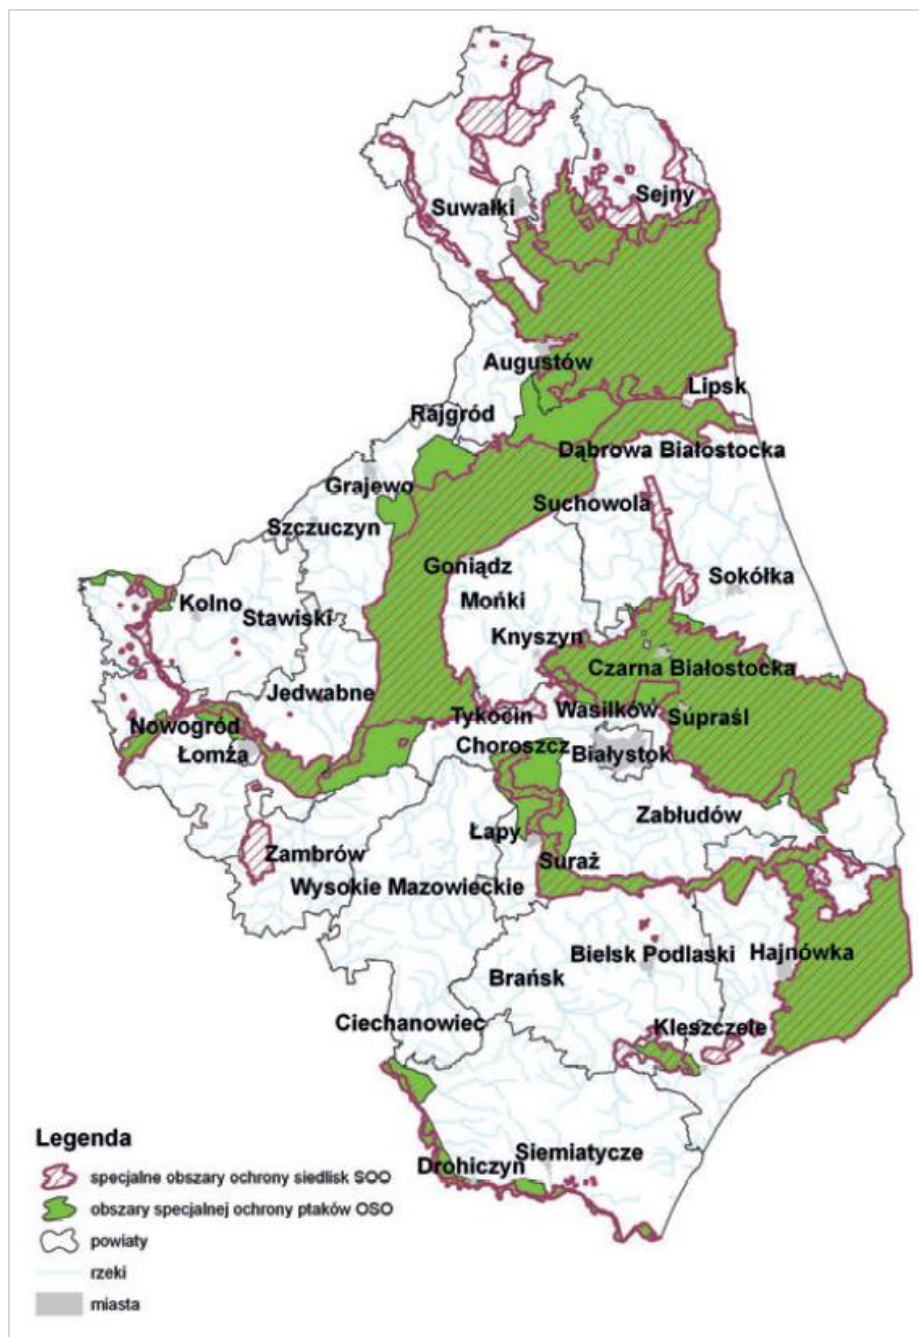 Suwałki
Sejny
Augustów
Lipsk
Rajgród
Dąbrowa Białostocka
Grajewo
Suchowola
Szczuczyn
Goniądz
Sokółka
Kolno
Mońki
Stawiski
Knyszyn
Czarna Białostocka
Jedwabne
Tykocin
Wasilków
Supraśl
Nowogród
Łomża
Choroszcz
Białystok
Zabłudów
Łapy
Zambrów
Suraż
Wysokie Mazowieckie
Bielsk Podlaski
Hajnówka
Brańsk
Ciechanowiec
Kleszczele
Siemiatycze
Drohiczyn
Legenda
specjalne obszary ochrony siedlisk SOO
obszary specjalnej ochrony ptaków OSO
powiaty
rzeki
miasta